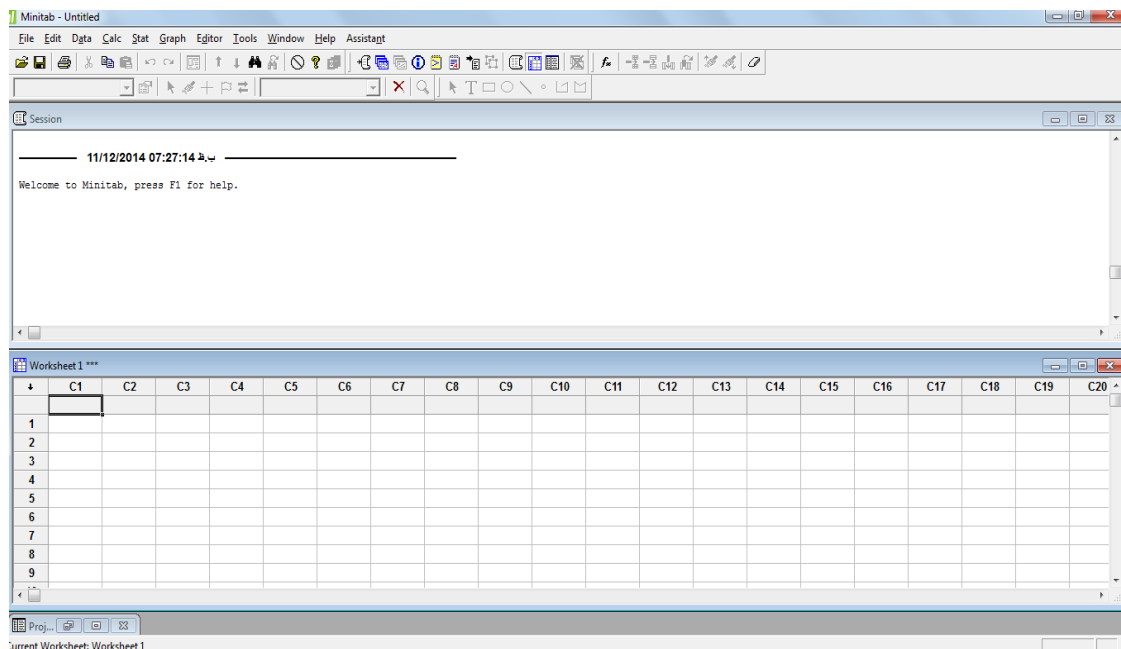 Minitab - Untitled
File Edit Data Calc Stat Graph Editor Tools Window Help Assistant
Session
11/12/2014 07:27:14 ب.ظ
Welcome to Minitab, press F1 for help.
Worksheet 1 ***
C1 C2 C3 C4 C5 C6 C7 C8 C9 C10 C11 C12 C13 C14 C15 C16 C17 C18 C19 C20
1
2
3
4
5
6
7
8
9
Proj...
Current Worksheet: Worksheet 1